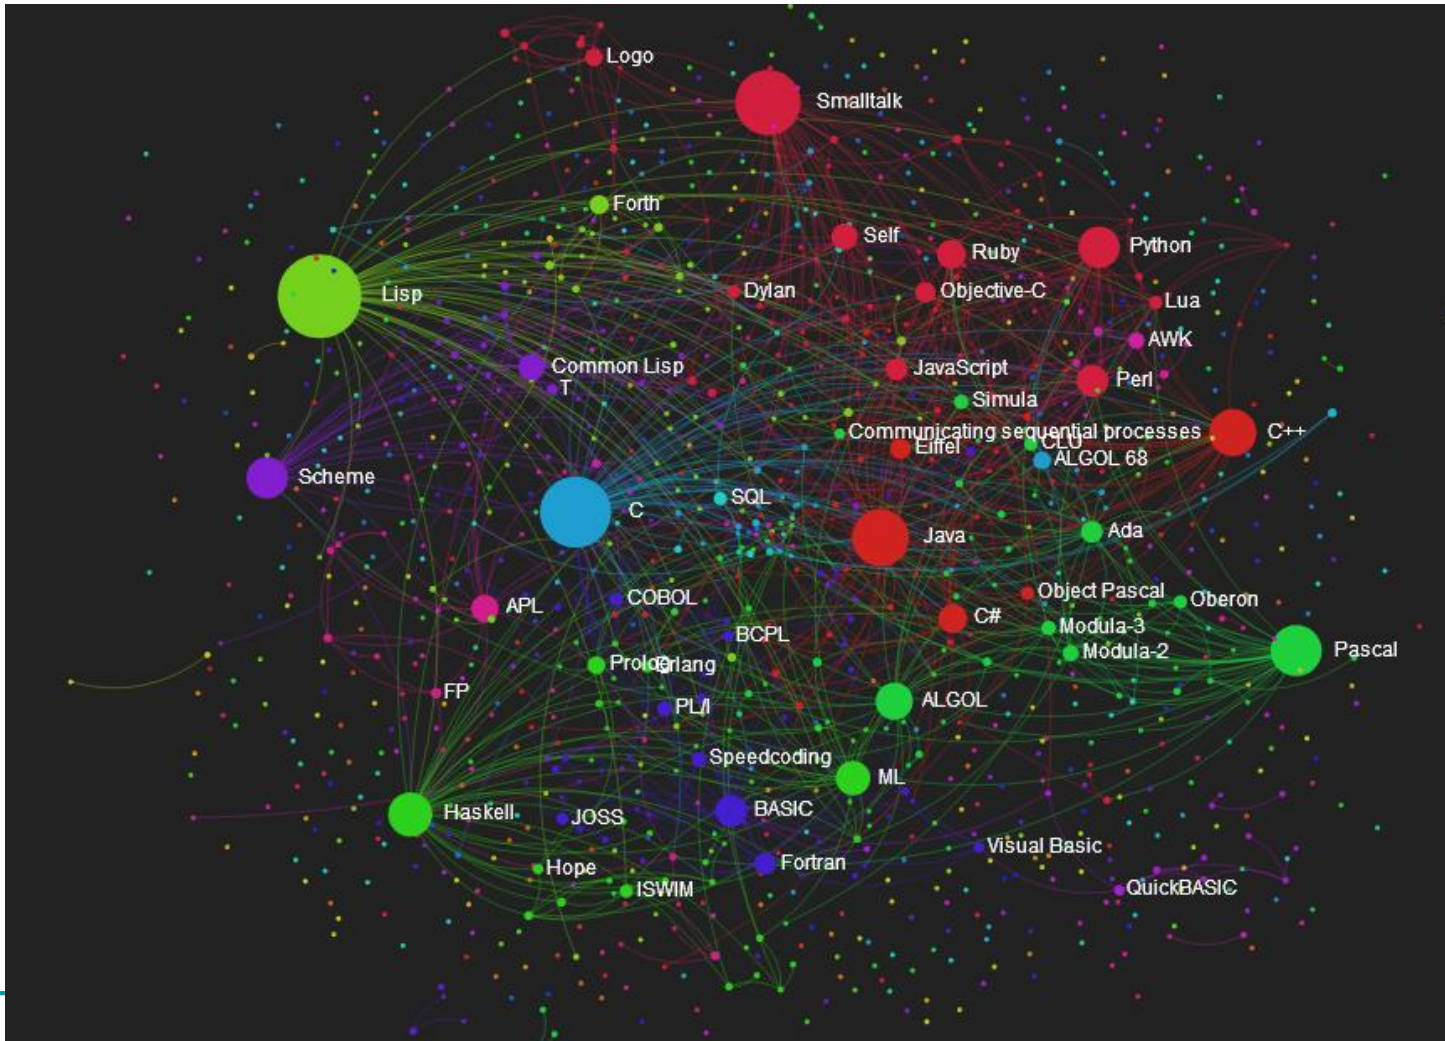 Logo
Smalltalk
Forth
Self
Ruby
Python
Lisp
Dylan
Objective-C
Lua
AWK
Common Lisp
JavaScript
Perl
T
Simula
Communicating sequential processes
C++
CLU
Eiffel
ALGOL 68
Scheme
SQL
C
Java
Ada
Object Pascal
Oberon
COBOL
APL
C#
Modula-3
BCPL
Modula-2
Pascal
Prolog
Erlang
FP
ALGOL
PL/I
Speedcoding
ML
Haskell
BASIC
JOSS
Visual Basic
Fortran
Hope
ISWIM
QuickBASIC